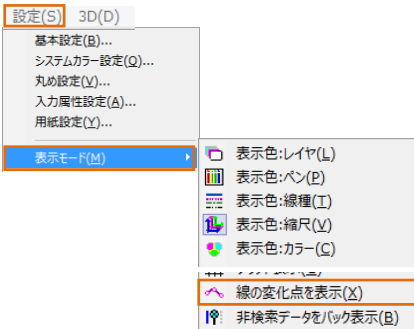 設定(S) 3D(D)
基本設定(B)...
システムカラー設定(Q)...
丸め設定(V)...
入力属性設定(A)...
用紙設定(Y)...
表示モード(M)
表示色:レイヤ(L)
表示色:ペン(P)
表示色:線種(T)
表示色:縮尺(V)
表示色:カラー(C)
線の変化点を表示(X)
非検索データをバック表示(B)